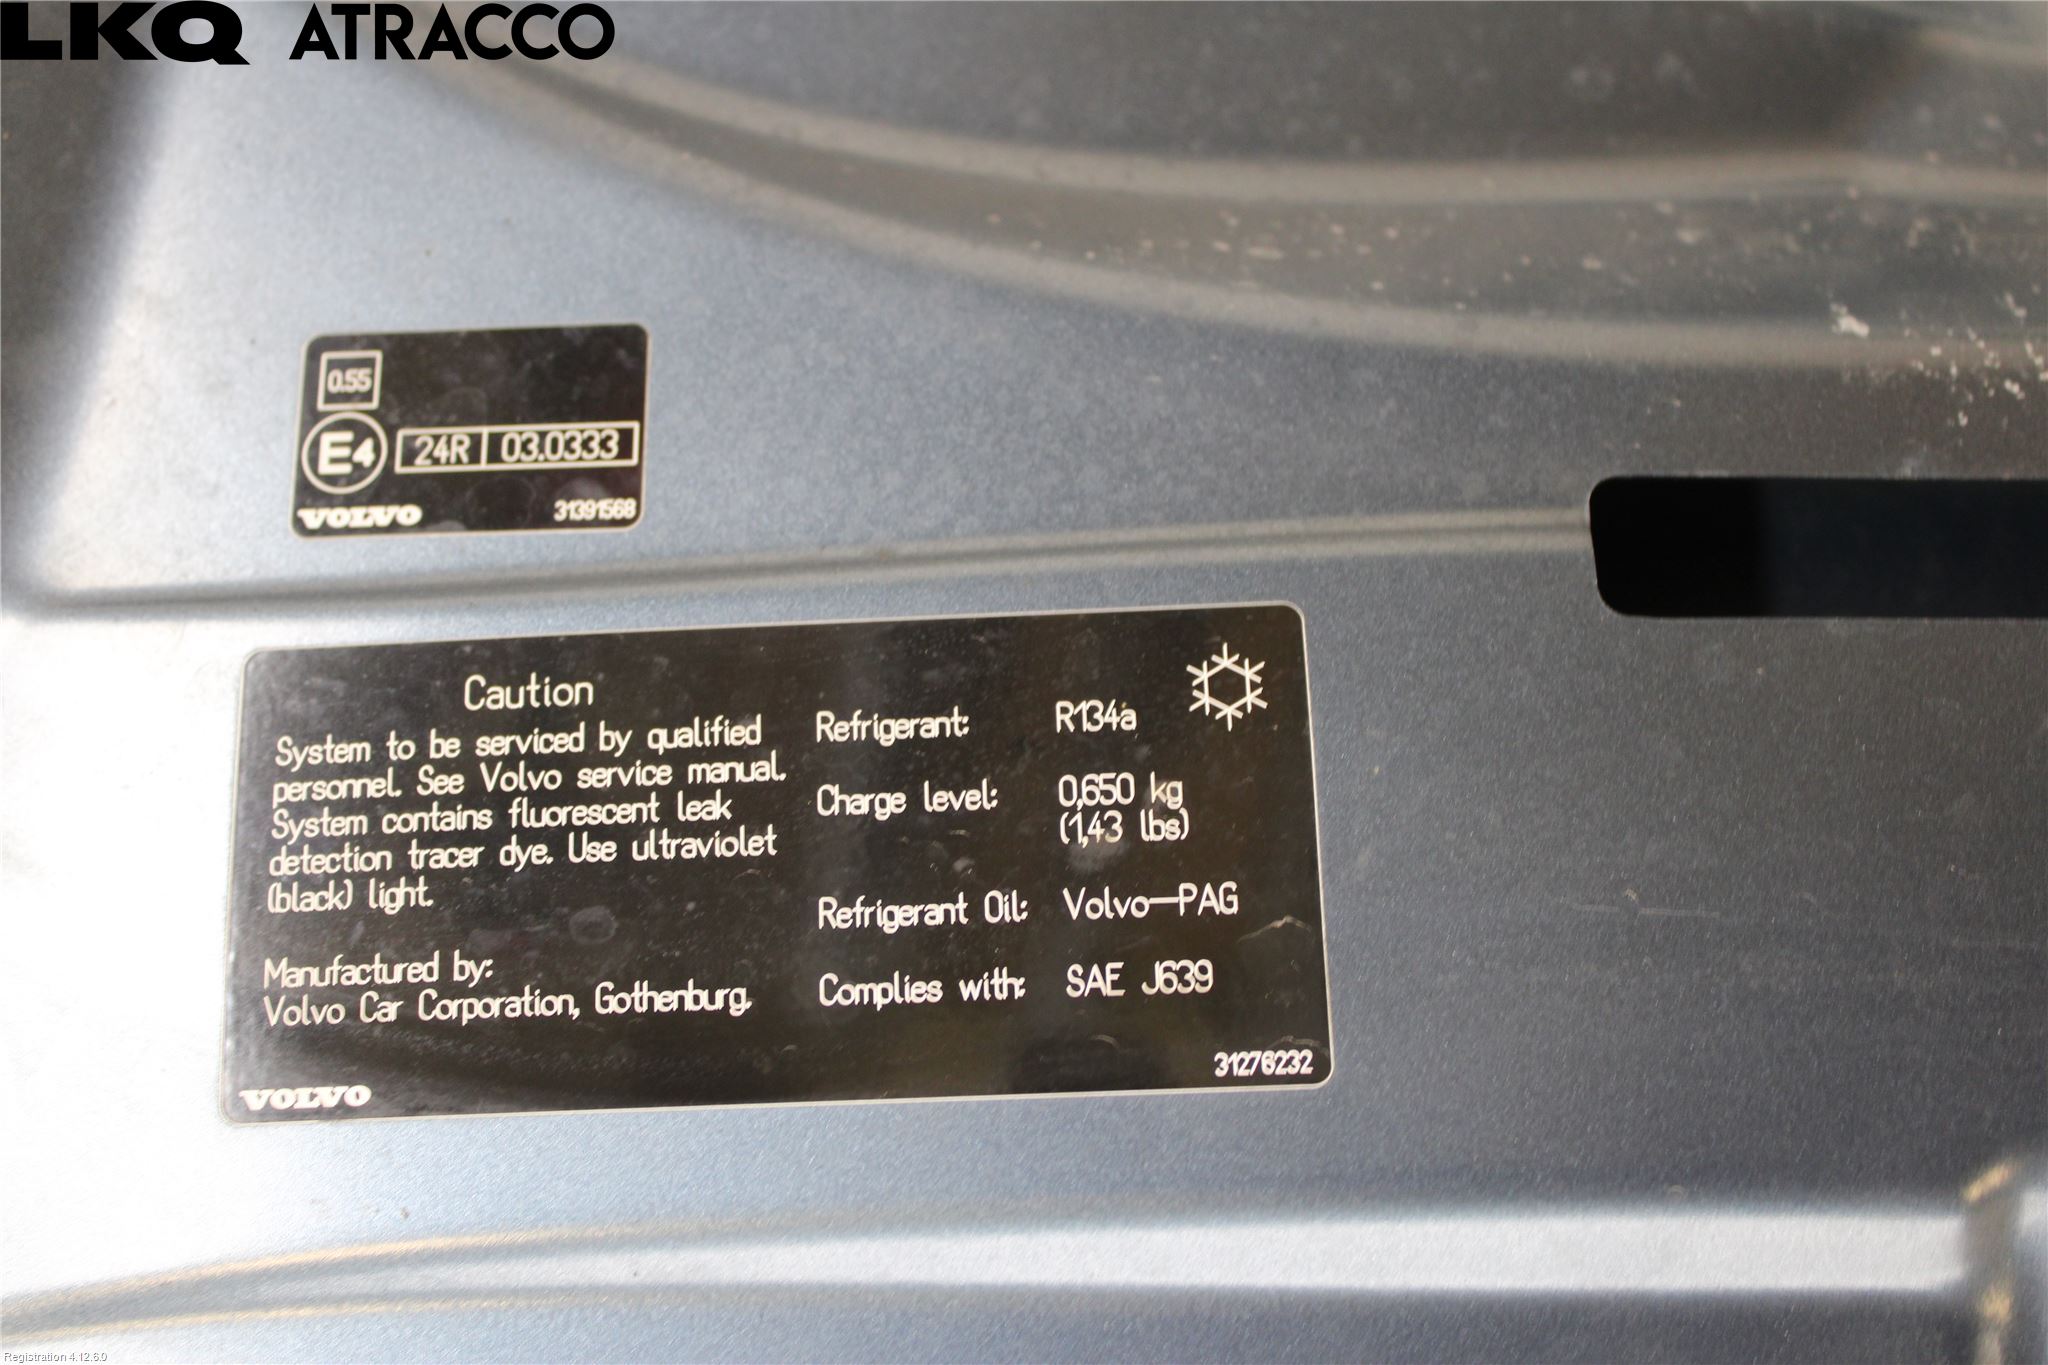 LKQ ATRACCO
0.55
E4 24R 03.0333
VOLVO 31391568
Caution
System to be serviced by qualified
personnel. See Volvo service manual.
System contains fluorescent leak
detection tracer dye. Use ultraviolet
(black) light.
Manufactured by:
Volvo Car Corporation, Gothenburg.
Refrigerant: R134a
Charge level: 0,650 kg
(1,43 lbs)
Refrigerant Oil: Volvo-PAG
Complies with: SAE J639
31276232
VOLVO
Registration 4.12.6.0